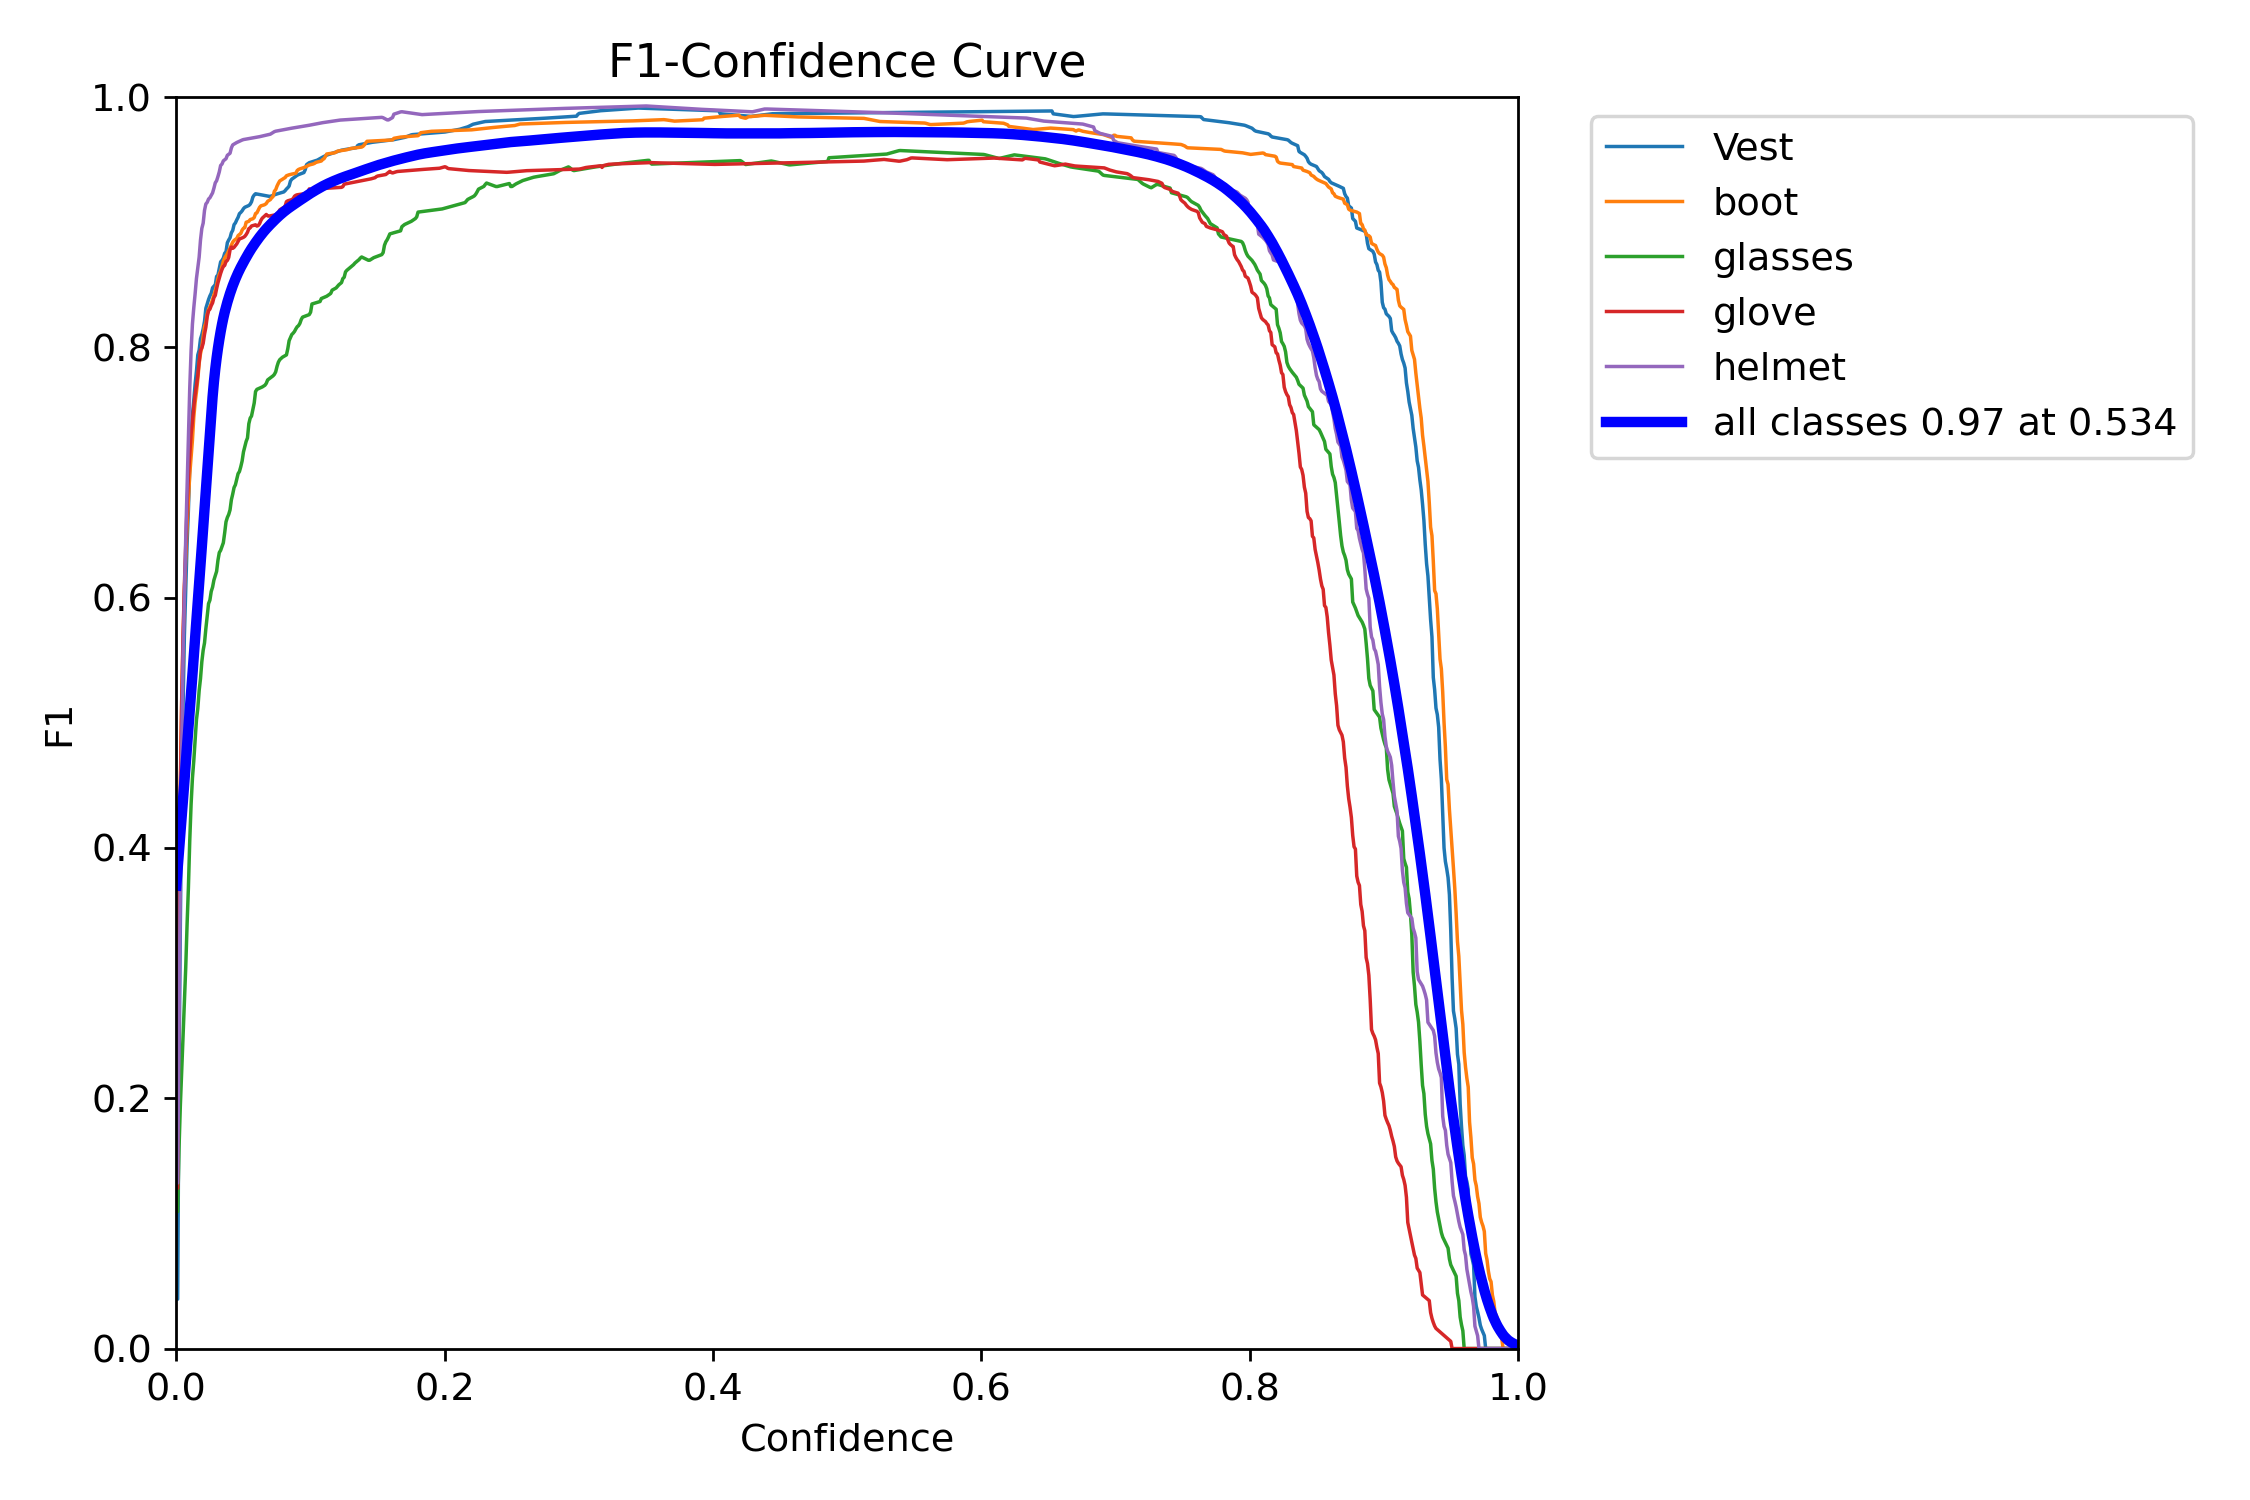 F1-Confidence Curve
1.0
0.8
0.6
0.4
0.2
0.0
F1
0.0 0.2 0.4 0.6 0.8 1.0
Confidence
Vest
boot
glasses
glove
helmet
all classes 0.97 at 0.534